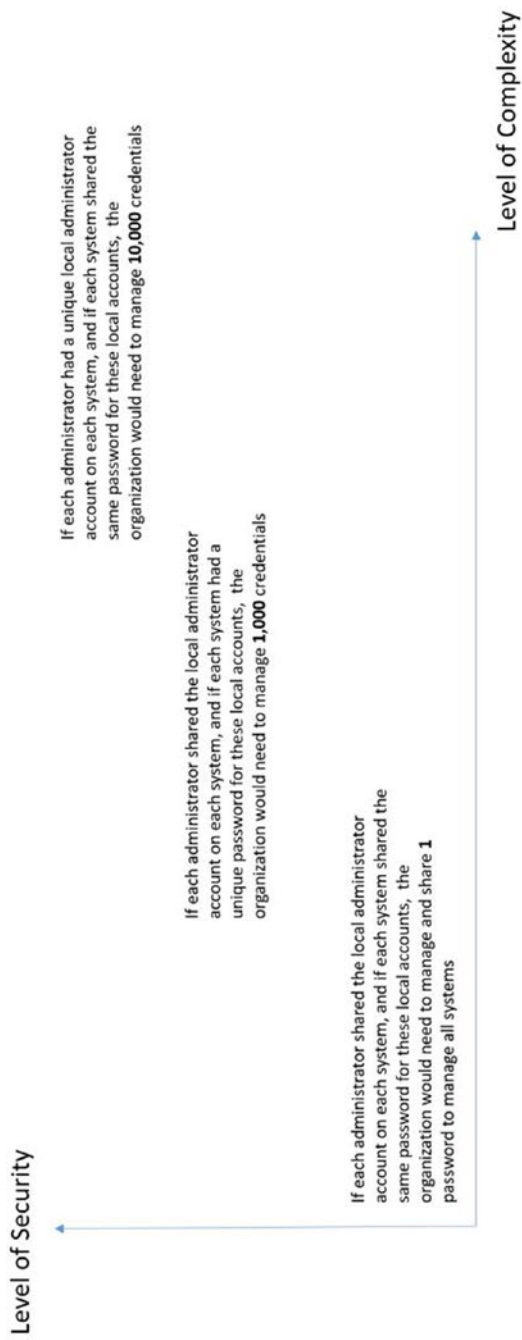 Level of Security
If each administrator had a unique local administrator
account on each system, and if each system shared the
same password for these local accounts, the
organization would need to manage 10,000 credentials
If each administrator shared the local administrator
account on each system, and if each system had a
unique password for these local accounts, the
organization would need to manage 1,000 credentials
If each administrator shared the local administrator
account on each system, and if each system shared the
same password for these local accounts, the
organization would need to manage and share 1
password to manage all systems
Level of Complexity